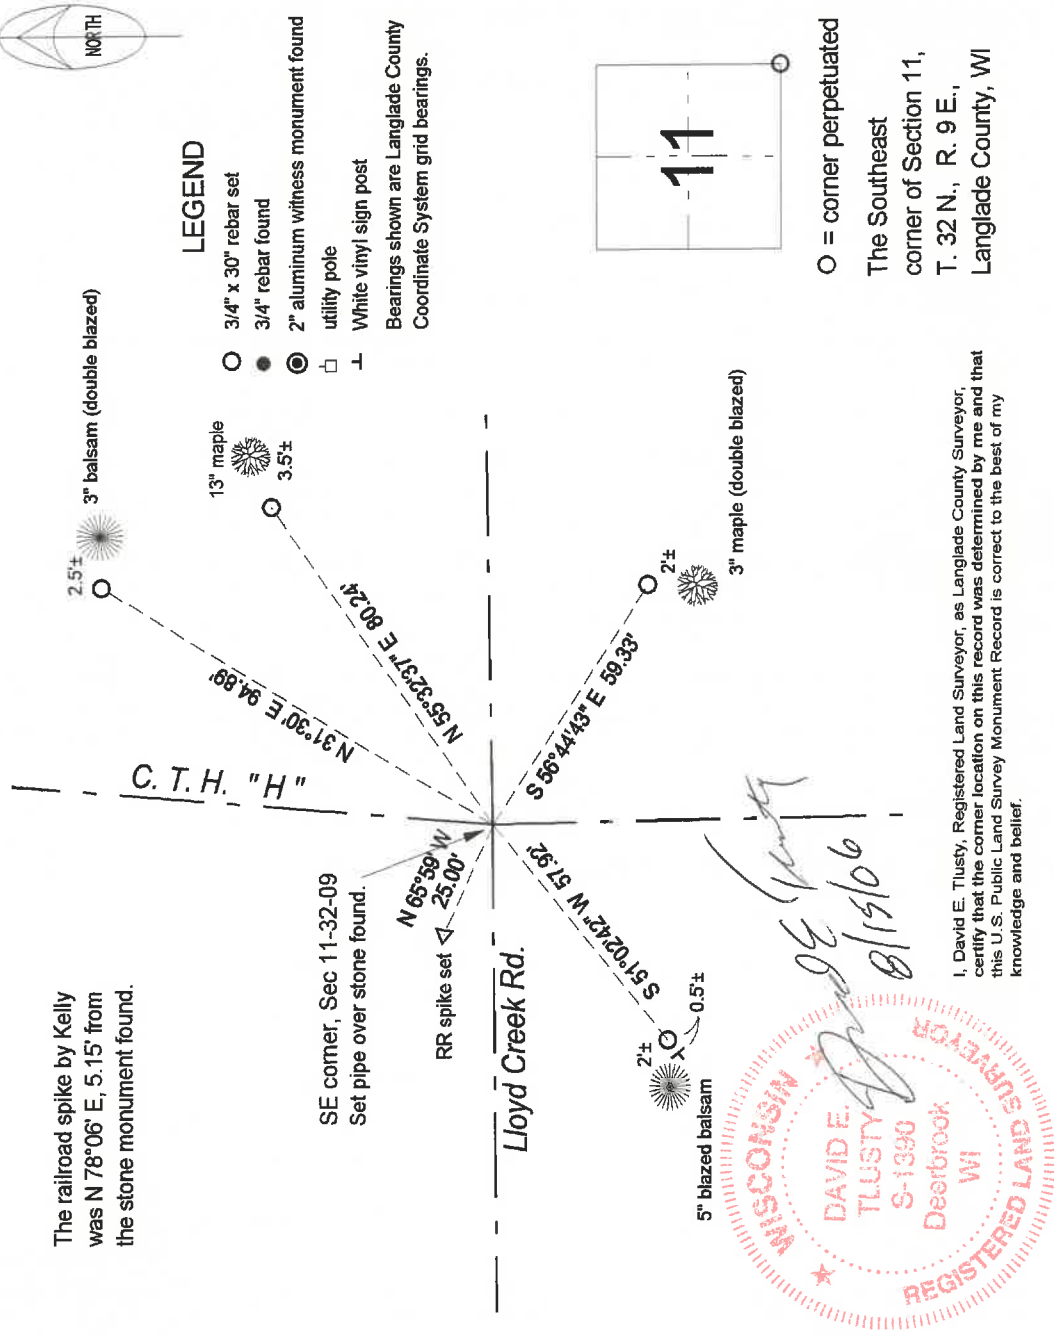 NORTH
The railroad spike by Kelly
was N 78°06' E, 5.15' from
the stone monument found.
C. T. H. "H"
SE corner, Sec 11-32-09
Set pipe over stone found.
N 65°59' W
25.00'
RR spike set
Lloyd Creek Rd.
N 31°30' E 94.89'
2.5'±
3" balsam (double blazed)
N 55°32'37" E 80.24'
13" maple
3.5'±
S 56°44'43" E 59.33'
2'±
3" maple (double blazed)
S 51°02'42" W 57.92'
2'±
0.5'±
5" blazed balsam
LEGEND
3/4" x 30" rebar set
3/4" rebar found
2" aluminum witness monument found
utility pole
White vinyl sign post
Bearings shown are Langlade County
Coordinate System grid bearings.
11
O = corner perpetuated
The Southeast
corner of Section 11,
T. 32 N., R. 9 E.,
Langlade County, WI
I, David E. Tlusty, Registered Land Surveyor, as Langlade County Surveyor,
certify that the corner location on this record was determined by me and that
this U.S. Public Land Survey Monument Record is correct to the best of my
knowledge and belief.
David E Tlusty
8/15/06
WISCONSIN
DAVID E.
TLUSTY
S-1390
Deerbrook
WI
REGISTERED LAND SURVEYOR